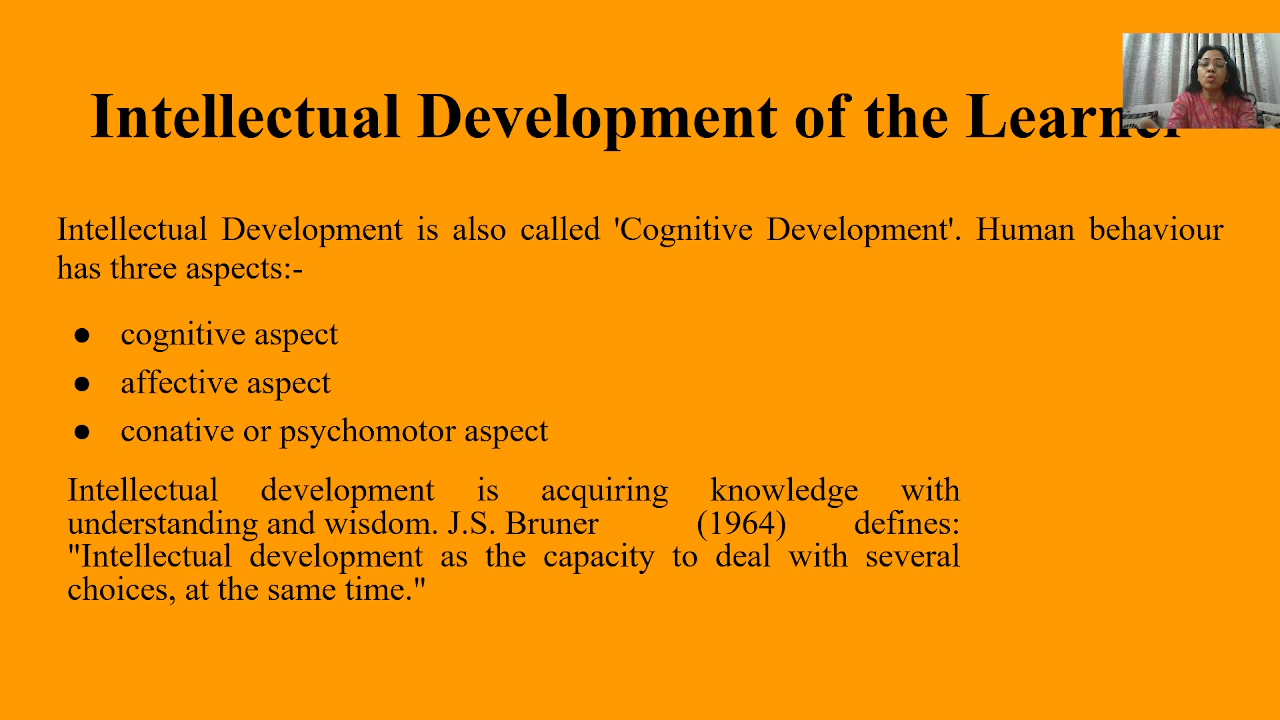 Intellectual Development of the Learner
Intellectual Development is also called 'Cognitive Development'. Human behaviour
has three aspects:-
● cognitive aspect
● affective aspect
● conative or psychomotor aspect
Intellectual development is acquiring knowledge with
understanding and wisdom. J.S. Bruner (1964) defines:
"Intellectual development as the capacity to deal with several
choices, at the same time."